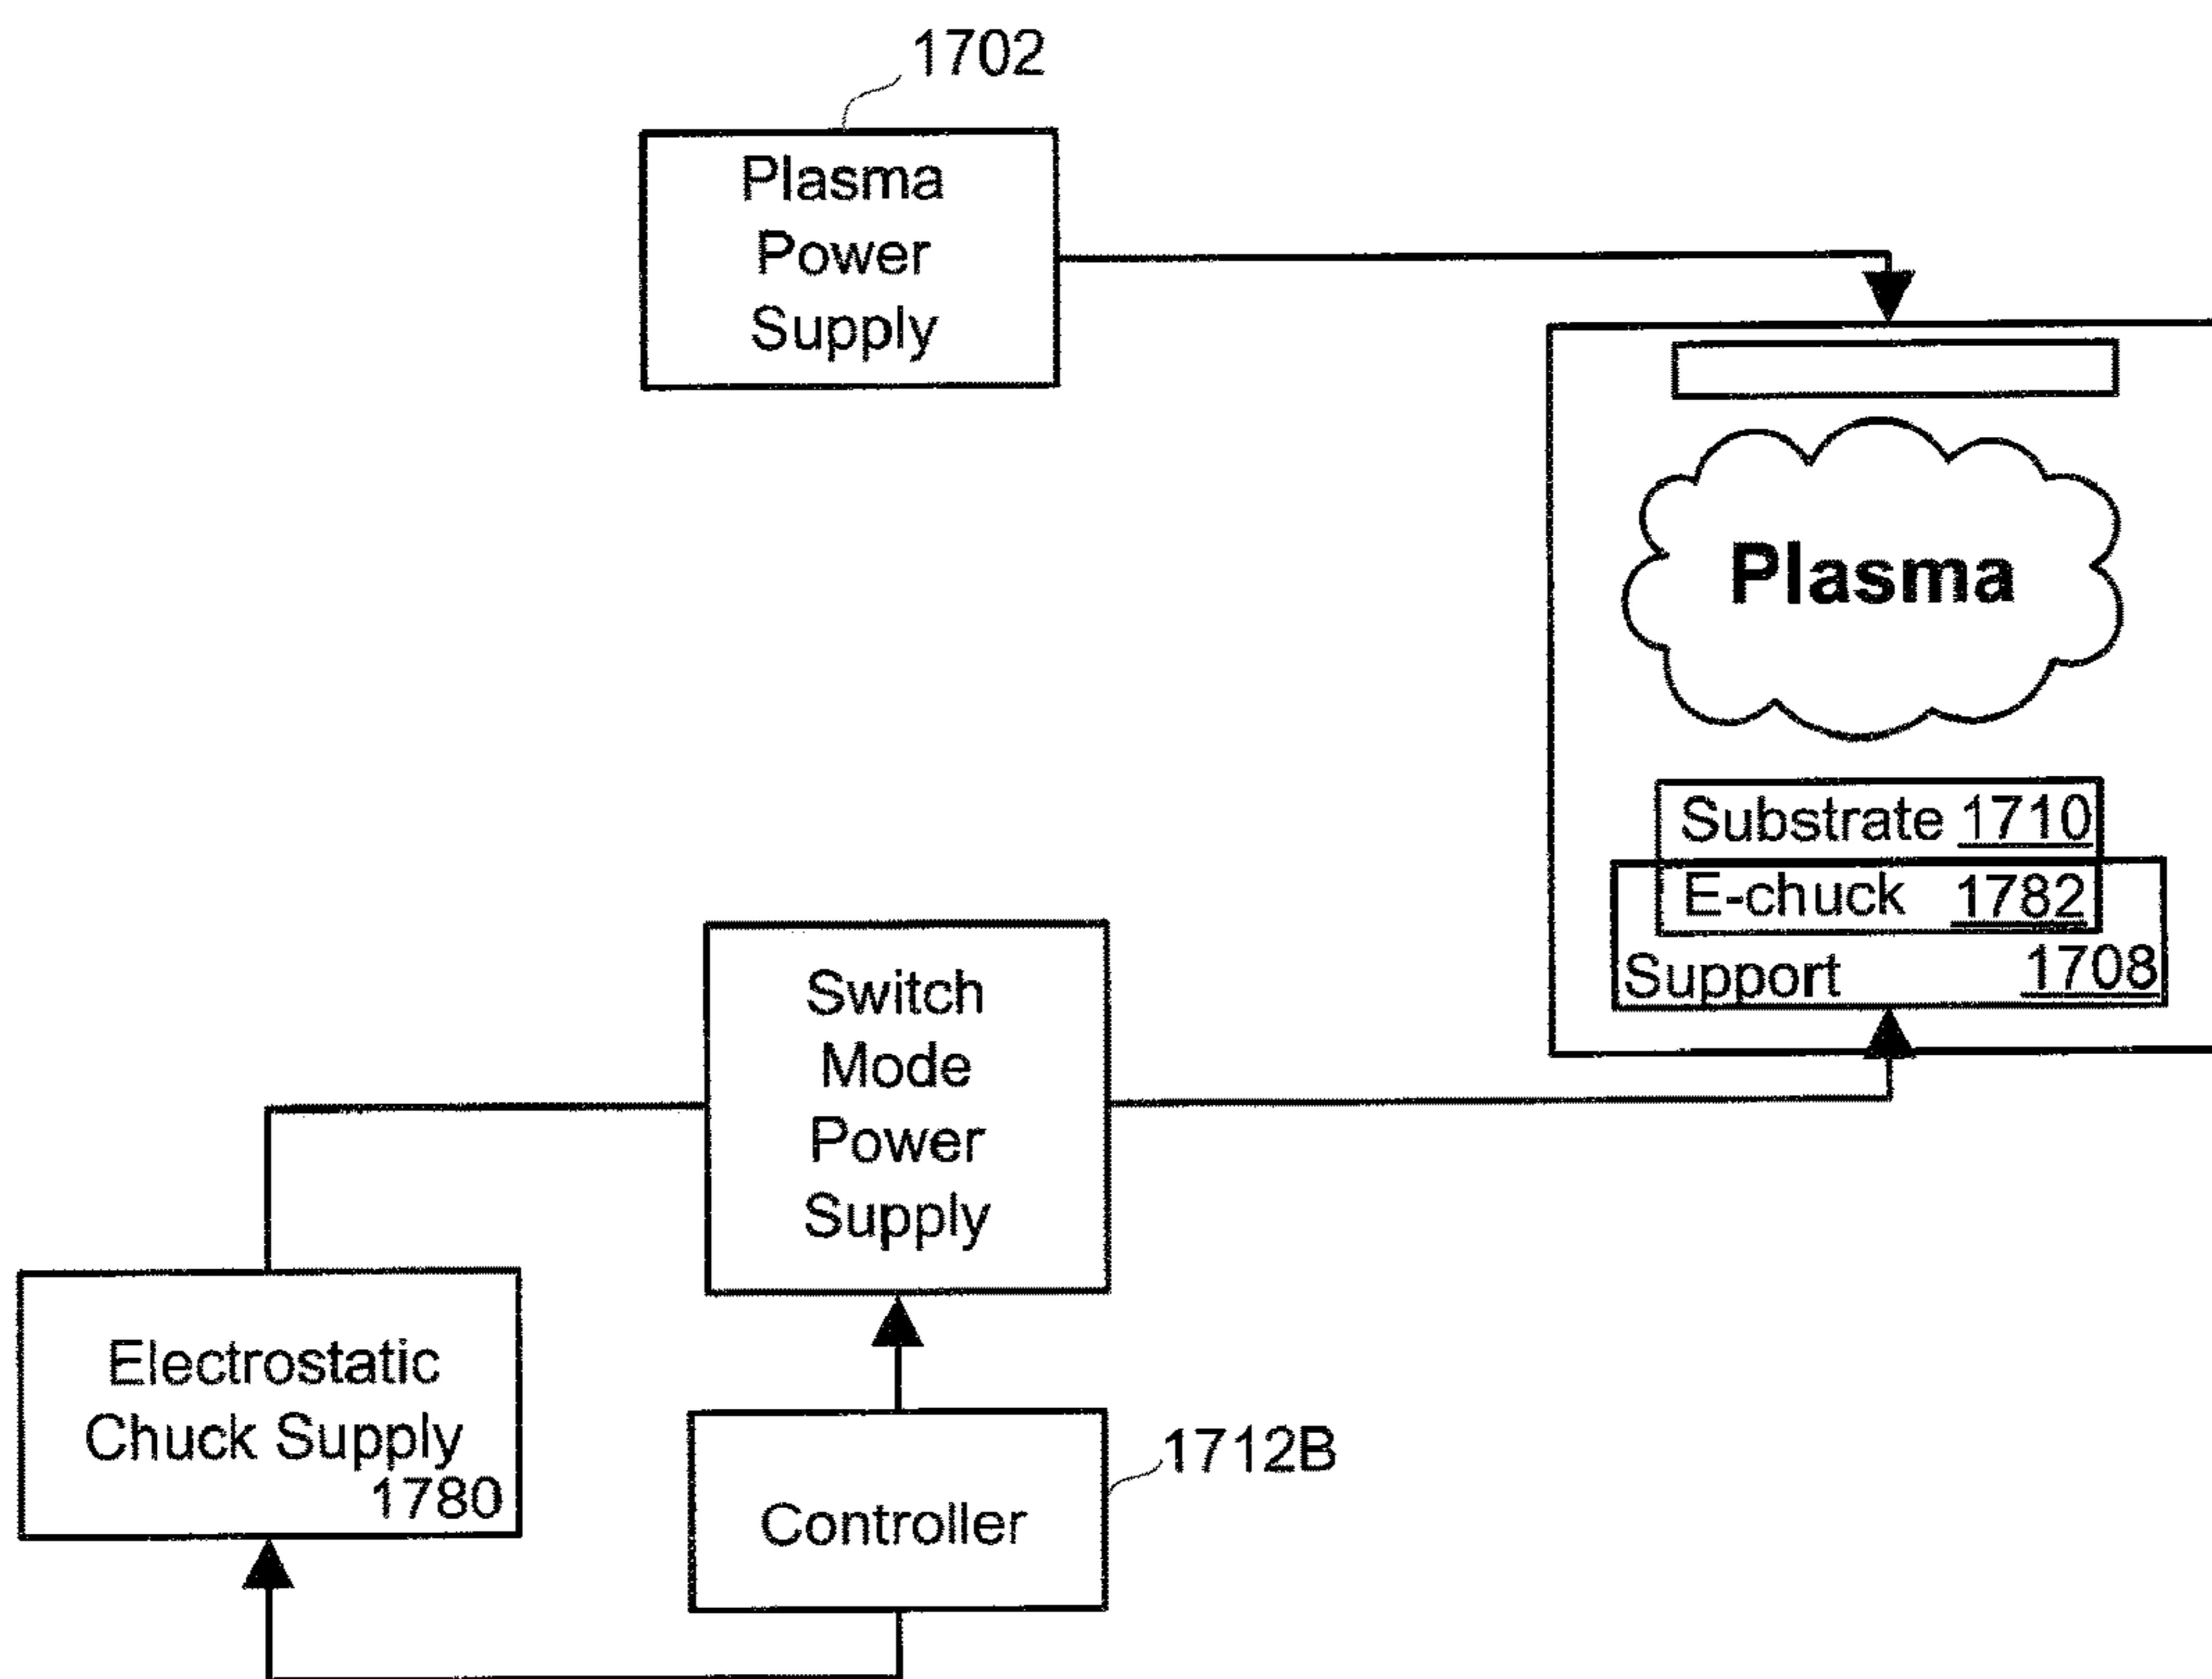 1702
Plasma
Power
Supply
Plasma
Substrate 1710
E-chuck 1782
Support 1708
Switch
Mode
Power
Supply
Electrostatic
Chuck Supply
1780
1712B
Controller